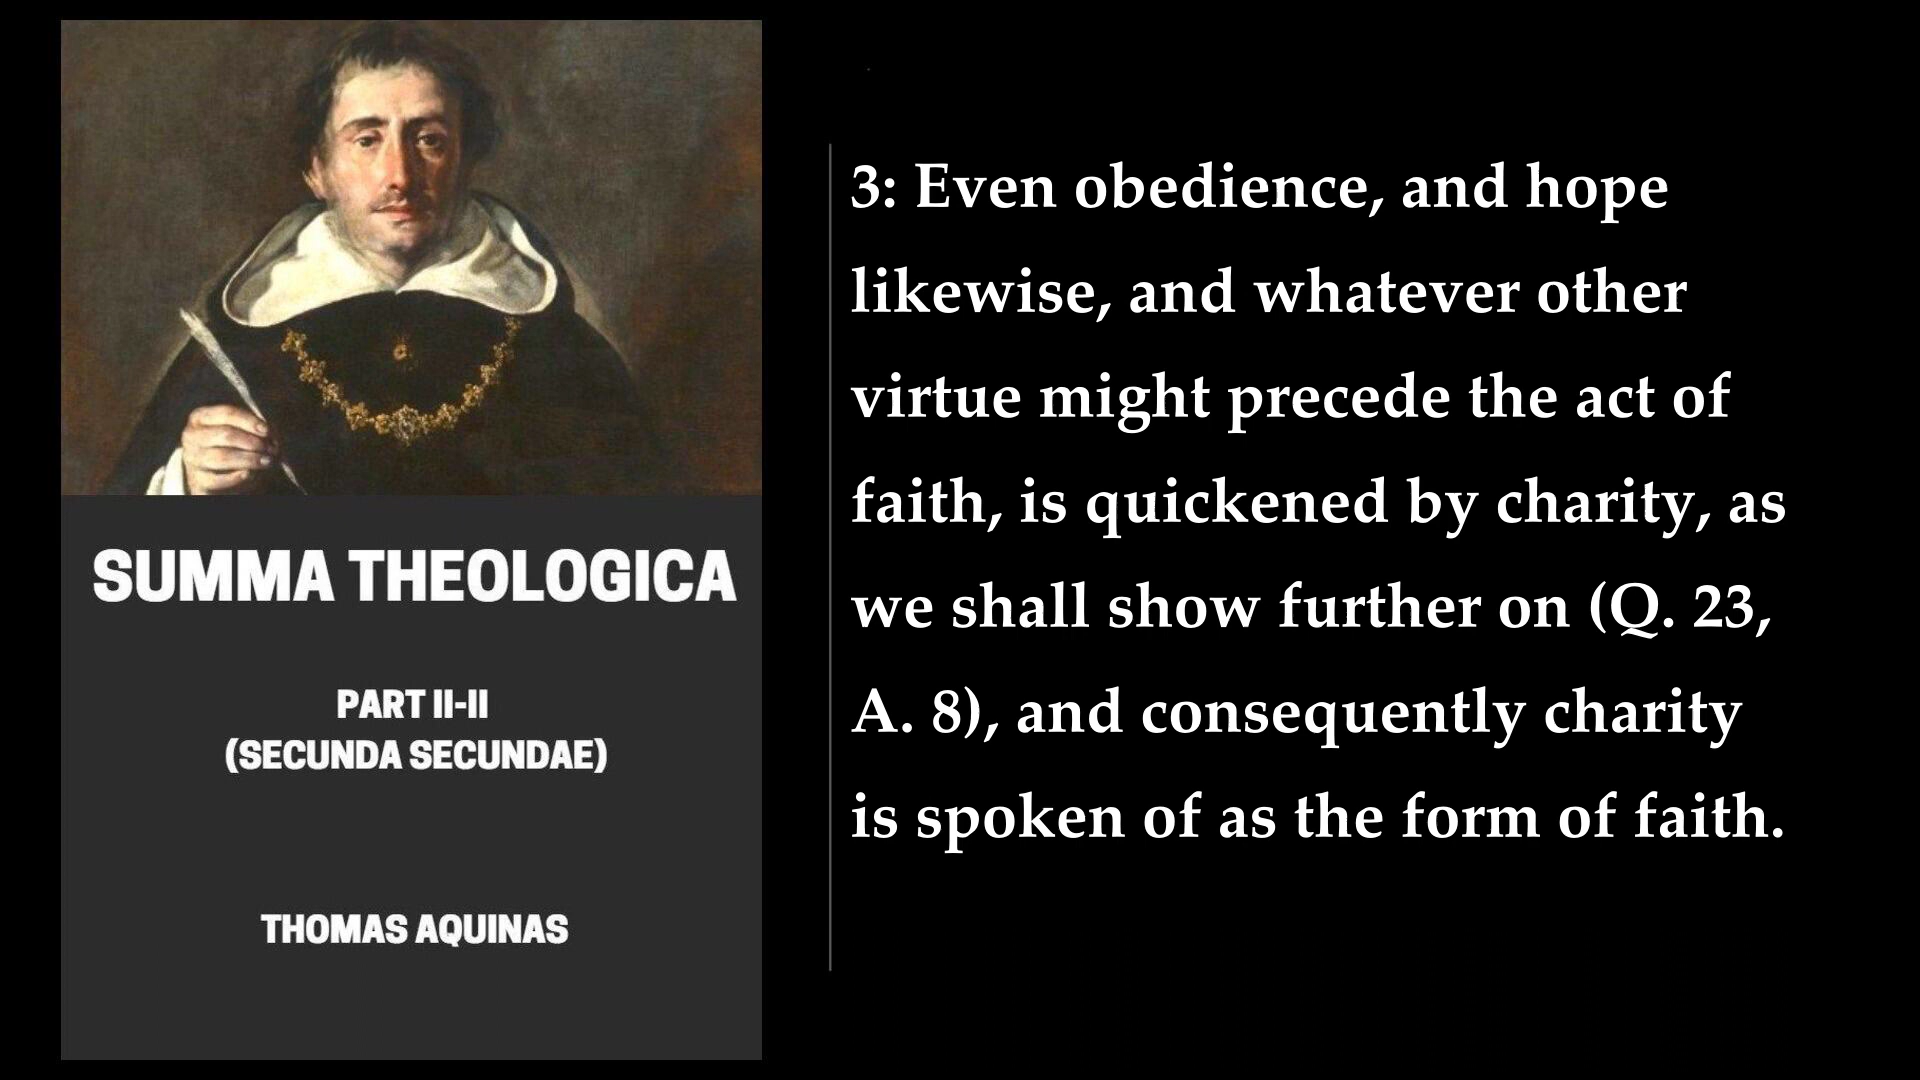 SUMMA THEOLOGICA
PART II-II
(SECUNDA SECUNDAE)
THOMAS AQUINAS
3: Even obedience, and hope
likewise, and whatever other
virtue might precede the act of
faith, is quickened by charity, as
we shall show further on (Q. 23,
A. 8), and consequently charity
is spoken of as the form of faith.